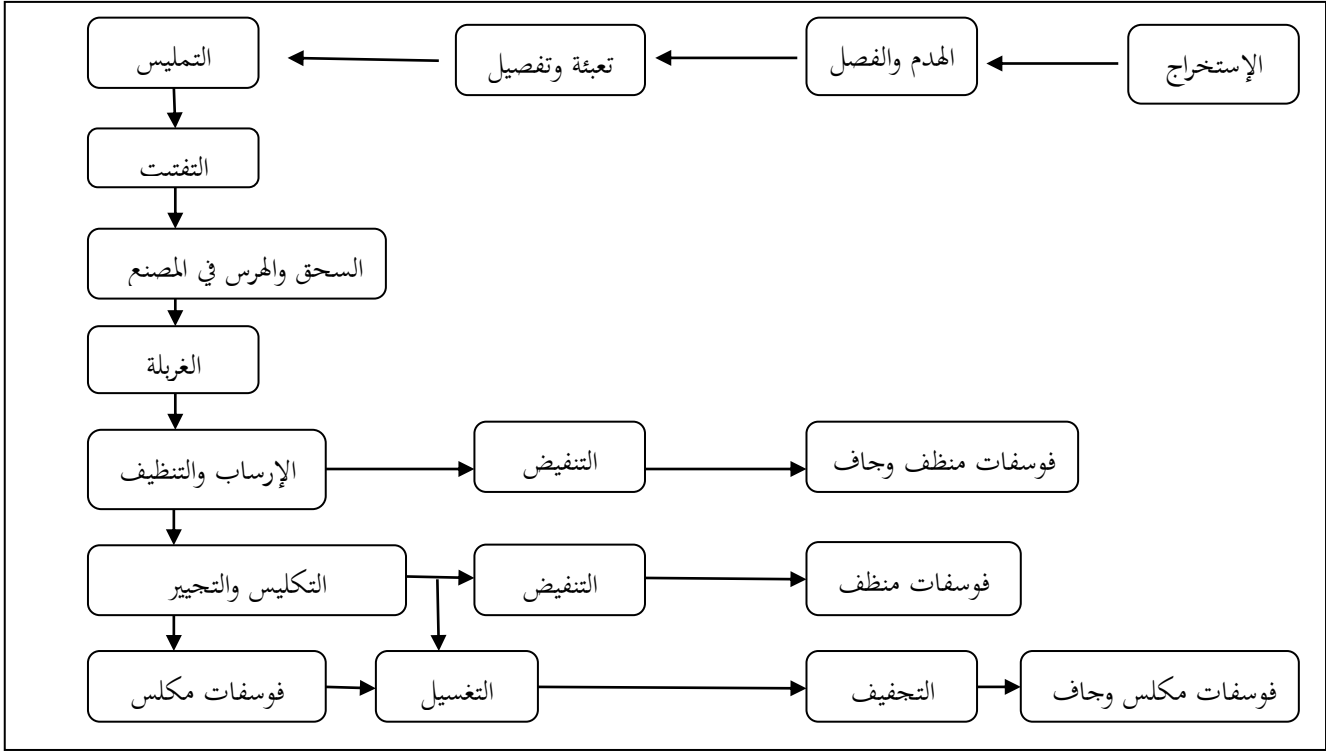 الإستخراج
الهدم والفصل
تعبئة وتفصيل
التمليس
التفتيت
السحق والهرس في المصنع
الغربلة
الإرساب والتنظيف
التنفيض
فوسفات منظف وجاف
التكليس والتجيير
التنفيض
فوسفات منظف
فوسفات مكلس
التغسيل
التجفيف
فوسفات مكلس وجاف